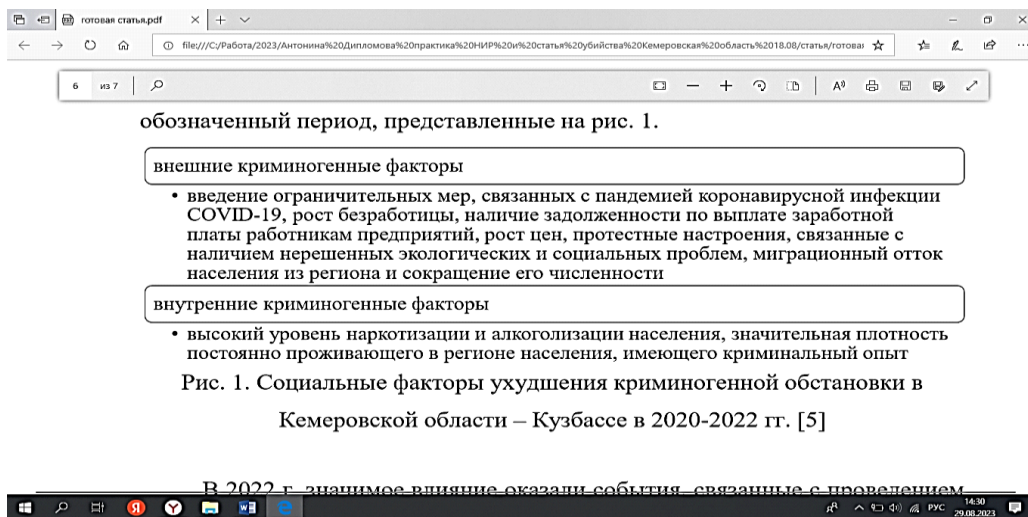 готовая статья.pdf
file:///C:/Работа/2023/Антонина%20Дипломова%20практика%20НИР%20и%20статья%20убийства%20Кемеровская%20область%2018.08/статья/готовая
6 из 7
обозначенный период, представленные на рис. 1.
внешние криминогенные факторы
• введение ограничительных мер, связанных с пандемией коронавирусной инфекции
COVID-19, рост безработицы, наличие задолженности по выплате заработной
платы работникам предприятий, рост цен, протестные настроения, связанные с
наличием нерешенных экологических и социальных проблем, миграционный отток
населения из региона и сокращение его численности
внутренние криминогенные факторы
• высокий уровень наркотизации и алкоголизации населения, значительная плотность
постоянно проживающего в регионе населения, имеющего криминальный опыт
Рис. 1. Социальные факторы ухудшения криминогенной обстановки в
Кемеровской области – Кузбассе в 2020-2022 гг. [5]
В 2022 г. значимое влияние оказали события, связанные с проведением
РУС
14:30
29.08.2023